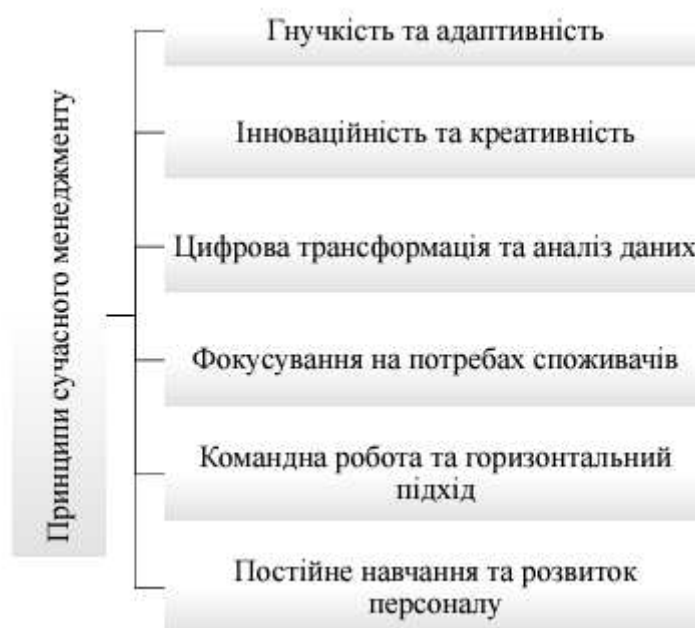 Принципи сучасного менеджменту
Гнучкість та адаптивність
Інноваційність та креативність
Цифрова трансформація та аналіз даних
Фокусування на потребах споживачів
Командна робота та горизонтальний
підхід
Постійне навчання та розвиток
персоналу